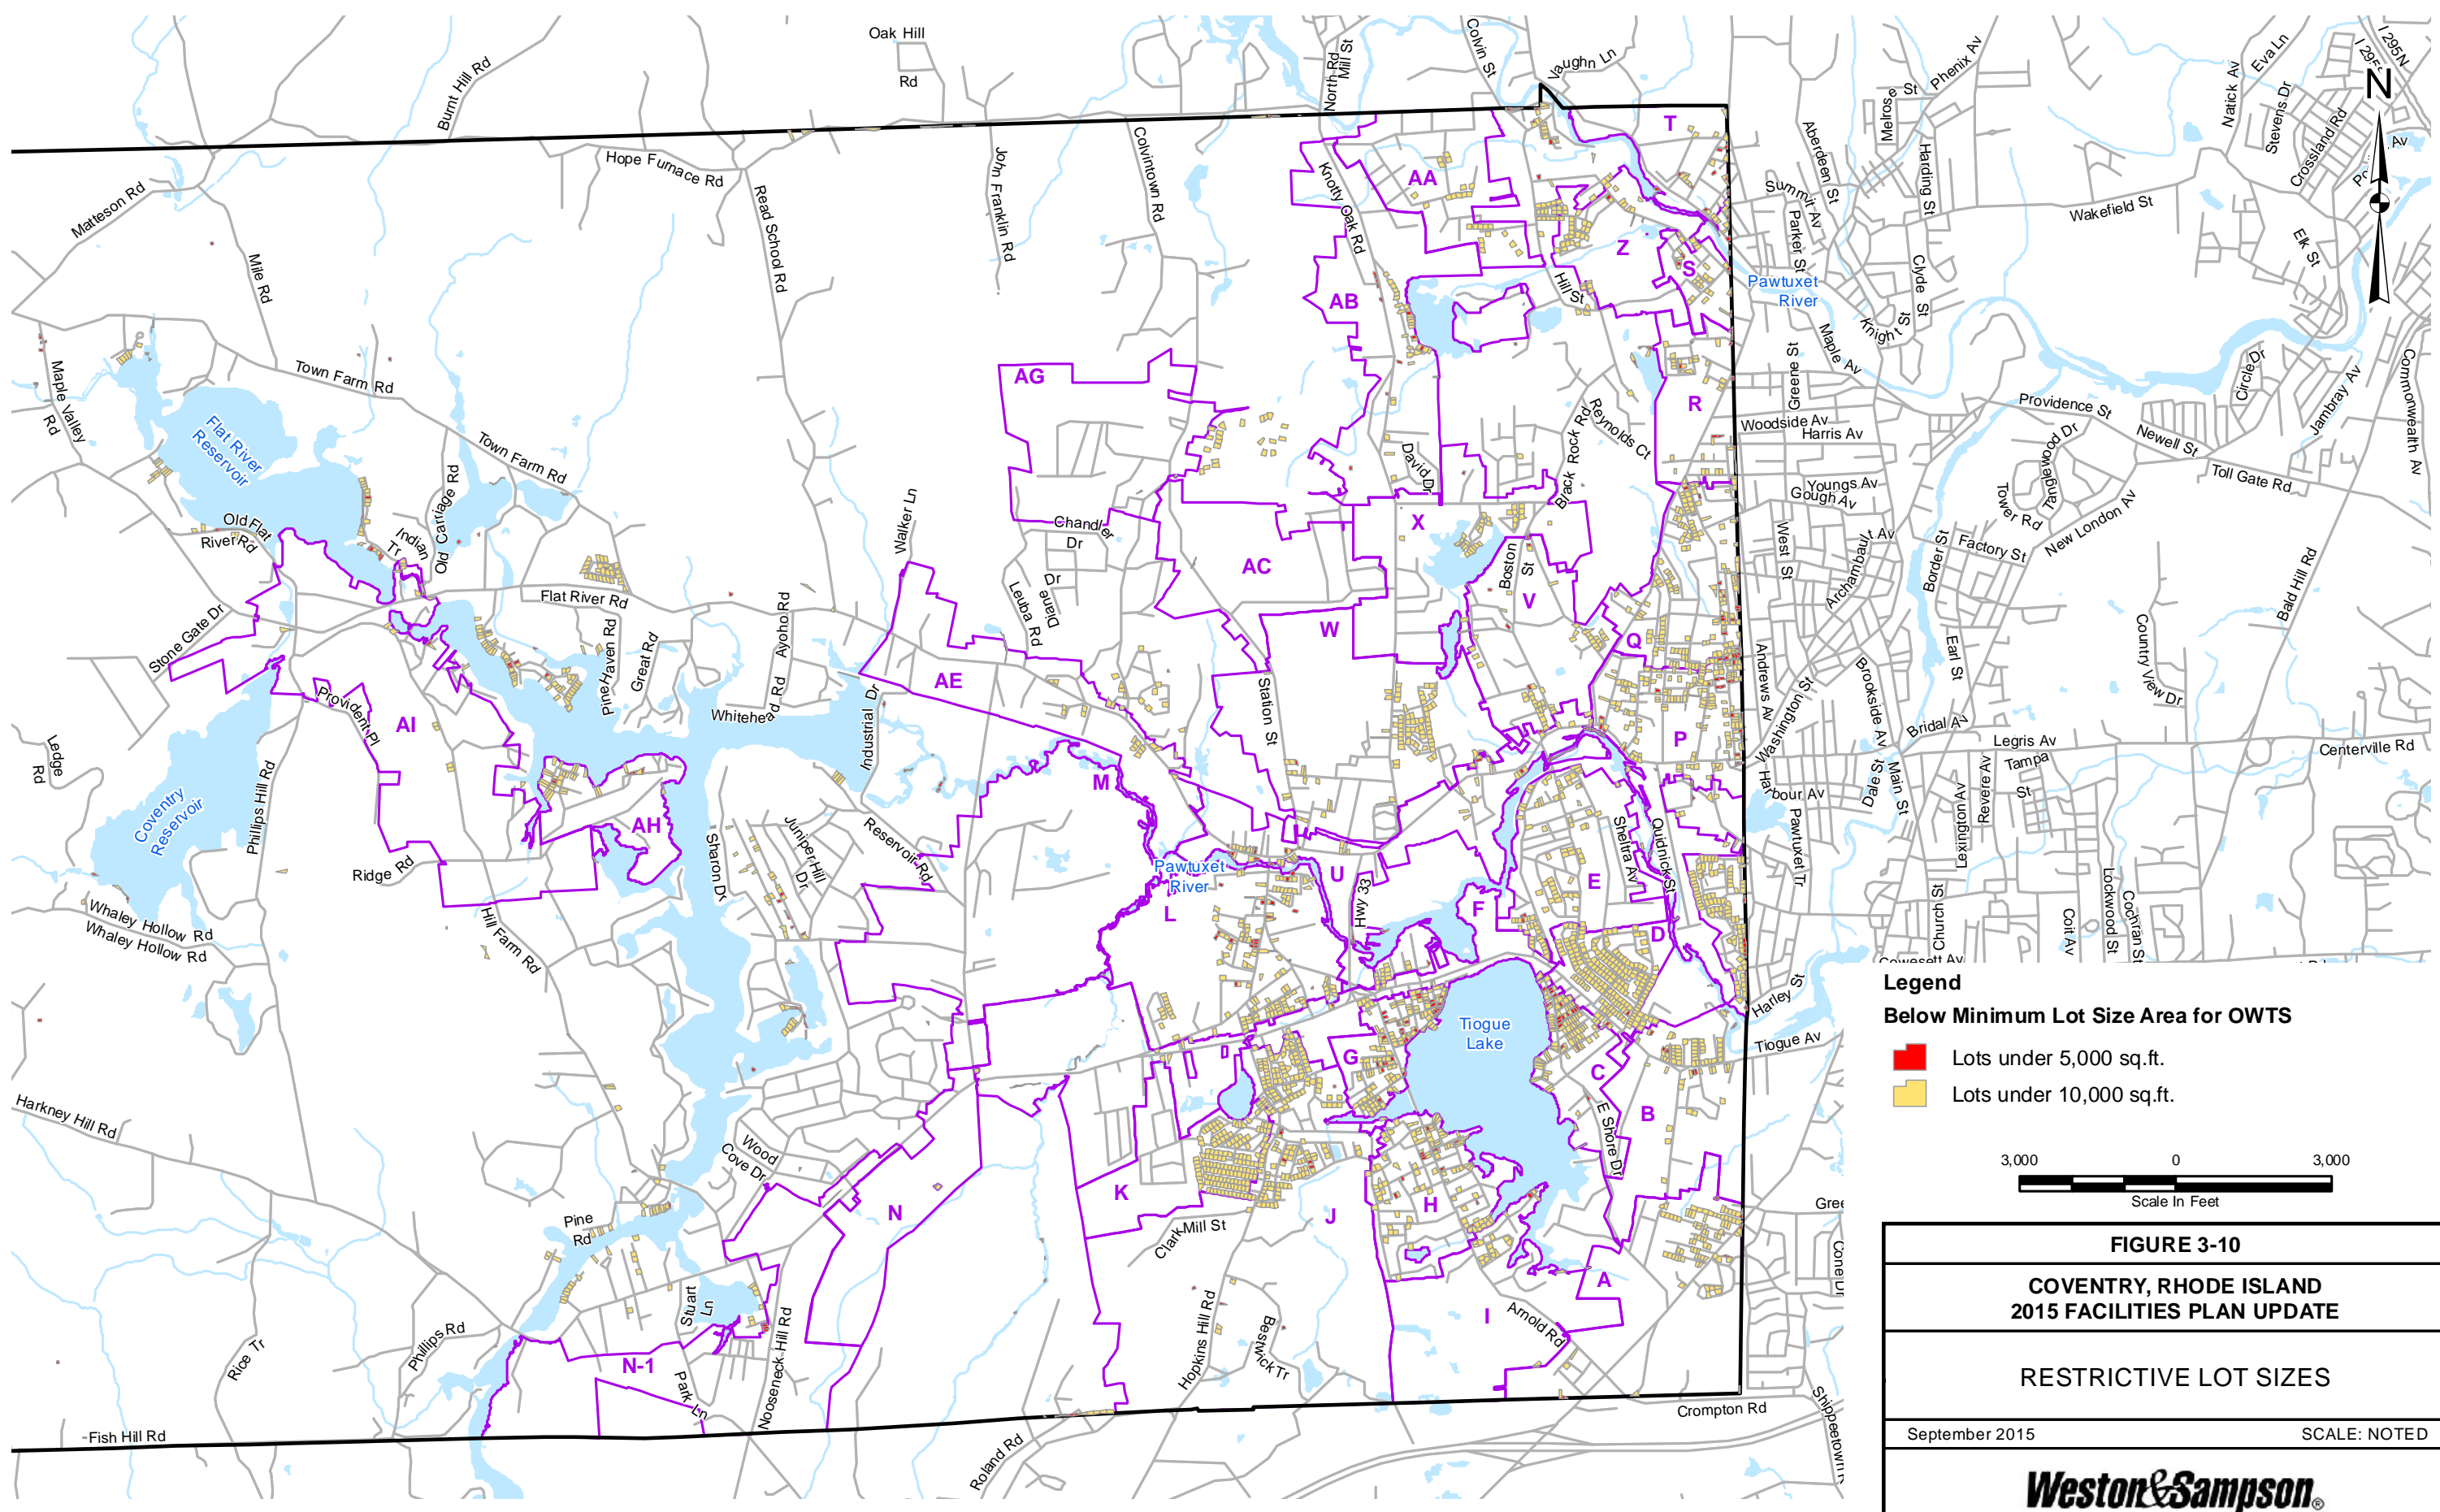 Oak Hill
Rd
Burnt Hill Rd
North Rd
Mill St
Colvin St
Vaughn Ln
Melrose St
Phenix Av
Natick Av
Eva Ln
I 295N
Stevens Dr
Crossland Rd
N
Hope Furnace Rd
Matteson Rd
Mile Rd
Read School Rd
John Franklin Rd
Colvintown Rd
Knotty Oak Rd
AA
T
Aberden St
Harding St
Summit Av
Parker St
Wakefield St
Elk St
Clyde St
Z
S
Hill St
Pawtuxet
River
AB
Knight St
Maple Av
Greene St
Circle Dr
Jambray Av
Commonwealth Av
Maple Valley
Rd
Town Farm Rd
AG
Flat River
Reservoir
Town Farm Rd
Reynolds Ct
R
Woodside Av
Harris Av
Providence St
Newell St
Toll Gate Rd
Tanglewood Dr
Tower Rd
New London Av
Youngs Av
Gough Av
David Dr
Black Rock Rd
Old Flat
River Rd
Indian
Tr
Old Carriage Rd
Walker Ln
Chandler
Dr
X
AC
Boston
St
V
West St
Archambault Av
Border St
Factory St
Bald Hill Rd
Flat River Rd
Stone Gate Dr
Pine Haven Rd
Great Rd
Ayoho Rd
Leuba Rd
Diane Dr
W
Q
Andrews Av
Earl St
Country View Dr
AE
Station St
Whitehead Rd
Industrial Dr
Provident Pl
AI
Ledge
Rd
P
Washington St
Brookside Av
Bridal Av
Legris Av
Tampa
St
Centerville Rd
Coventry
Reservoir
Phillips Hill Rd
M
Harbour Av
Dale St
Main St
Revere Av
Lexington Av
AH
Sharon Dr
Juniper Hill
Dr
Reservoir Rd
Pawtuxet
River
L
U
Hwy 33
E
Sheltra Av
Quidnick St
Pawtuxet Tr
Ridge Rd
F
D
Church St
Coit Av
Lockwood St
Cochran St
Whaley Hollow Rd
Whaley Hollow Rd
Hill Farm Rd
Cowesett Av
Harley St
Tiogue
Lake
Tiogue Av
G
C
B
E Shore Dr
Harkney Hill Rd
Wood
Cove Dr
K
N
J
H
Clark Mill St
Pine
Rd
A
I
Arnold Rd
Stuart
Ln
Nooseneck Hill Rd
Hopkins Hill Rd
Bestwick Tr
Rice Tr
Phillips Rd
N-1
Park Ln
Fish Hill Rd
Roland Rd
Crompton Rd
Legend
Below Minimum Lot Size Area for OWTS
Lots under 5,000 sq.ft.
Lots under 10,000 sq.ft.
3,000 0 3,000
Scale In Feet
FIGURE 3-10
COVENTRY, RHODE ISLAND
2015 FACILITIES PLAN UPDATE
RESTRICTIVE LOT SIZES
September 2015 SCALE: NOTED
Weston&Sampson®